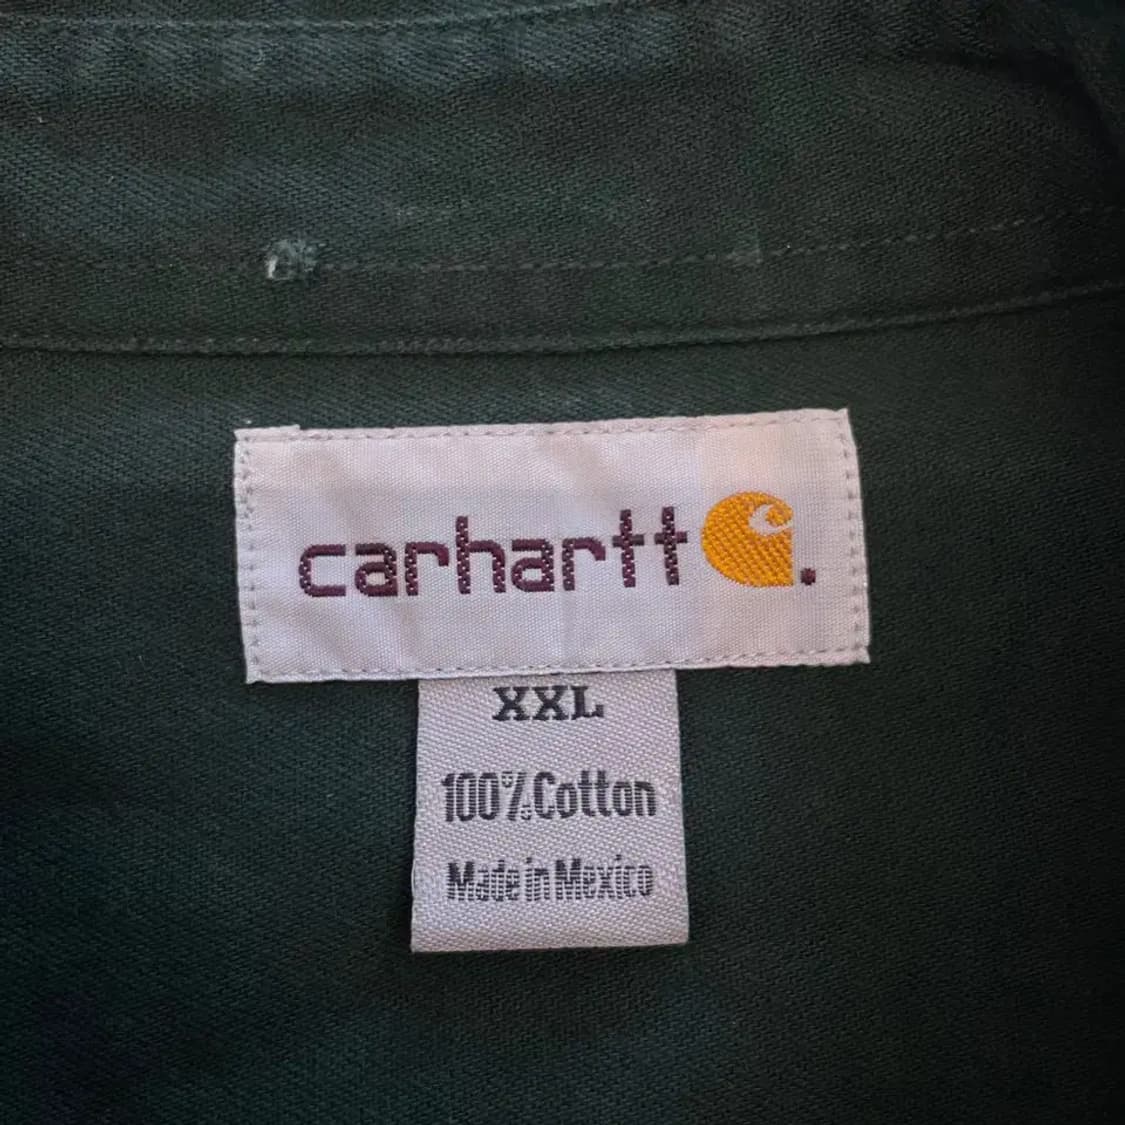 carhartt.
XXL
100% Cotton
Made in Mexico